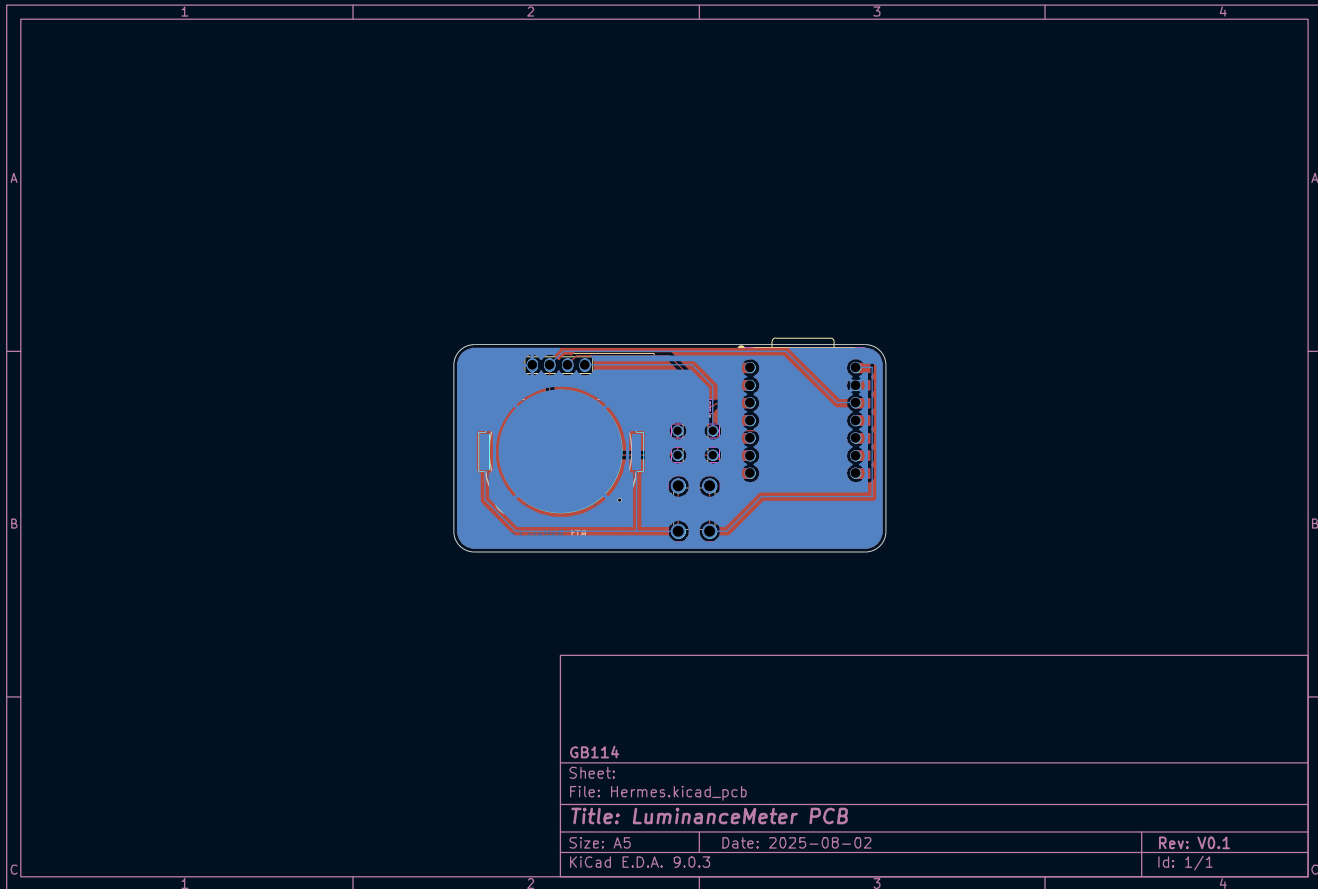 1 2 3 4
A A
B B
GB114
Sheet:
File: Hermes.kicad_pcb
Title: LuminanceMeter PCB
Size: A5 Date: 2025-08-02 Rev: V0.1
KiCad E.D.A. 9.0.3 Id: 1/1
C C
1 2 3 4